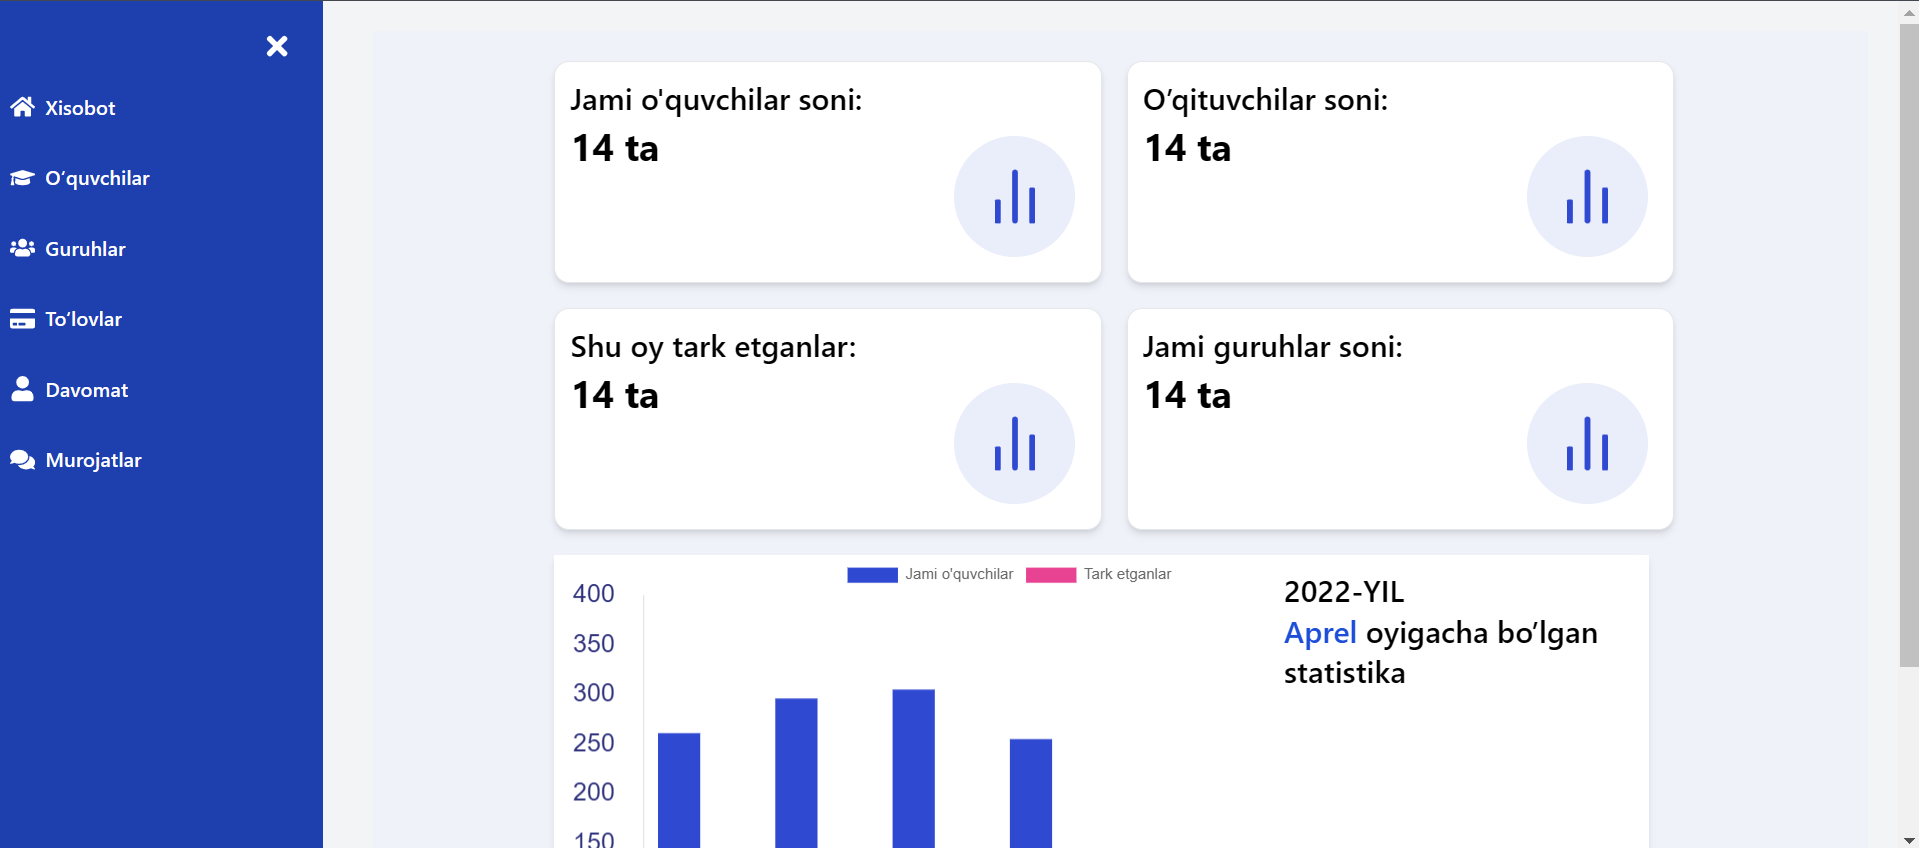 Xisobot
O‘quvchilar
Guruhlar
To‘lovlar
Davomat
Murojatlar
Jami o'quvchilar soni:
14 ta
O’qituvchilar soni:
14 ta
Shu oy tark etganlar:
14 ta
Jami guruhlar soni:
14 ta
Jami o'quvchilar
Tark etganlar
400
350
300
250
200
150
2022-YIL
Aprel oyigacha bo’lgan
statistika